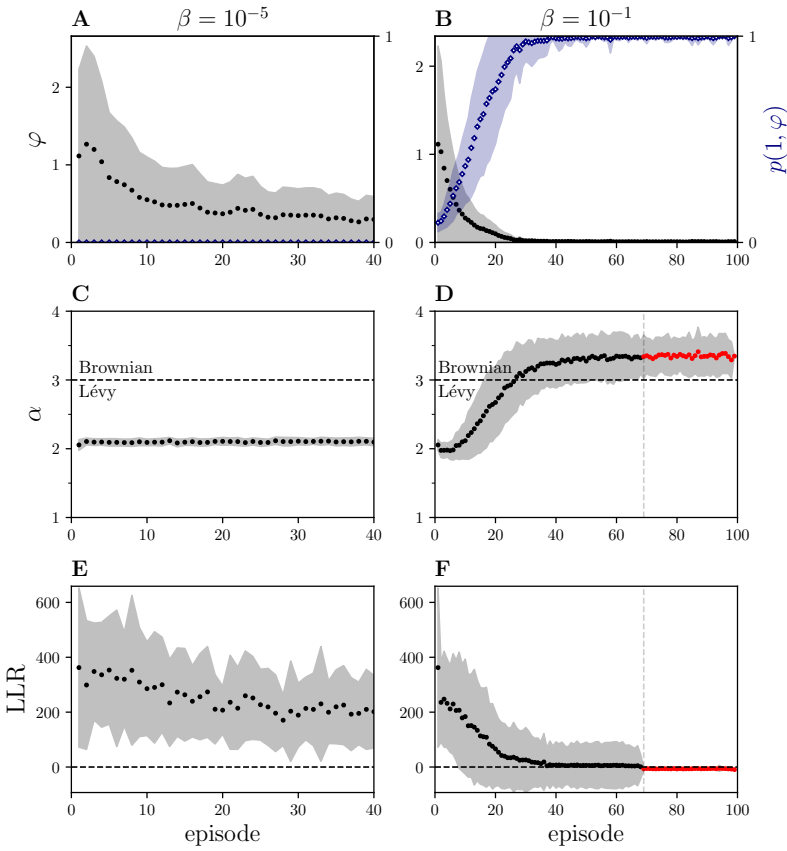 A β = 10⁻⁵ B β = 10⁻¹
2 1 0 φ 0 10 20 30 40 1 0
2 1 0 0 20 40 60 80 100 1 0 p(1, φ)
C D
4 3 2 1 α Brownian Lévy 0 10 20 30 40
4 3 2 1 Brownian Lévy 0 20 40 60 80 100
E F
600 400 200 0 LLR 0 10 20 30 40
600 400 200 0 0 20 40 60 80 100
episode episode